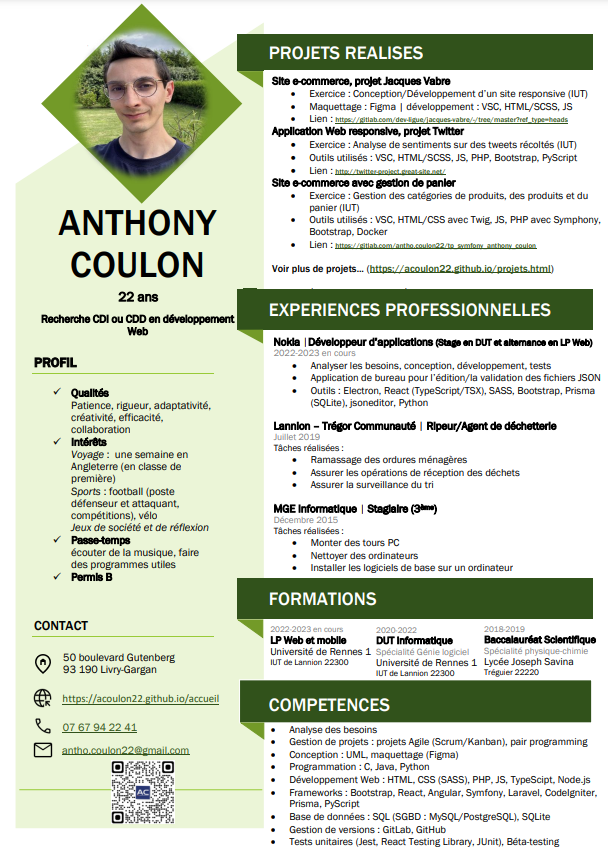 ANTHONY
COULON
22 ans
Recherche CDI ou CDD en développement
Web
PROFIL
✓ Qualités
Patience, rigueur, adaptativité,
créativité, efficacité,
collaboration
✓ Intérêts
Voyage : une semaine en
Angleterre (en classe de
première)
Sports : football (poste
défenseur et attaquant,
compétitions), vélo
Jeux de société et de réflexion
✓ Passe-temps
écouter de la musique, faire
des programmes utiles
✓ Permis B
CONTACT
50 boulevard Gutenberg
93 190 Livry-Gargan
https://acoulon22.github.io/accueil
07 67 94 22 41
antho.coulon22@gmail.com
AC
PROJETS REALISES
Site e-commerce, projet Jacques Vabre
• Exercice : Conception/Développement d'un site responsive (IUT)
• Maquettage : Figma | développement : VSC, HTML/SCSS, JS
• Lien : https://gitlab.com/dev-ligue/jacques-vabre/-/tree/master?ref_type=heads
Application Web responsive, projet Twitter
• Exercice : Analyse de sentiments sur des tweets récoltés (IUT)
• Outils utilisés : VSC, HTML/SCSS, JS, PHP, Bootstrap, PyScript
• Lien : http://twitter-project.great-site.net/
Site e-commerce avec gestion de panier
• Exercice : Gestion des catégories de produits, des produits et du
panier (IUT)
• Outils utilisés : VSC, HTML/CSS avec Twig, JS, PHP avec Symphony,
Bootstrap, Docker
• Lien : https://gitlab.com/antho.coulon22/tp_symfony_anthony_coulon
Voir plus de projets... (https://acoulon22.github.io/projets.html)
EXPERIENCES PROFESSIONNELLES
Nokia | Développeur d'applications (Stage en DUT et alternance en LP Web)
2022-2023 en cours
• Analyser les besoins, conception, développement, tests
• Application de bureau pour l'édition/la validation des fichiers JSON
• Outils : Electron, React (TypeScript/TSX), SASS, Bootstrap, Prisma
(SQLite), jsoneditor, Python
Lannion – Trégor Communauté | Ripeur/Agent de déchetterie
Juillet 2019
Tâches réalisées :
• Ramassage des ordures ménagères
• Assurer les opérations de réception des déchets
• Assurer la surveillance du tri
MGE Informatique | Stagiaire (3ème)
Décembre 2015
Tâches réalisées :
• Monter des tours PC
• Nettoyer des ordinateurs
• Installer les logiciels de base sur un ordinateur
FORMATIONS
2022-2023 en cours
LP Web et mobile
Université de Rennes 1
IUT de Lannion 22300
2020-2022
DUT Informatique
Spécialité Génie logiciel
Université de Rennes 1
IUT de Lannion 22300
2018-2019
Baccalauréat Scientifique
Spécialité physique-chimie
Lycée Joseph Savina
Tréguier 22220
COMPETENCES
• Analyse des besoins
• Gestion de projets : projets Agile (Scrum/Kanban), pair programming
• Conception : UML, maquettage (Figma)
• Programmation : C, Java, Python
• Développement Web : HTML, CSS (SASS), PHP, JS, TypeScipt, Node.js
• Frameworks : Bootstrap, React, Angular, Symfony, Laravel, CodeIgniter,
Prisma, PyScript
• Base de données : SQL (SGBD : MySQL/PostgreSQL), SQLite
• Gestion de versions : GitLab, GitHub
• Tests unitaires (Jest, React Testing Library, JUnit), Béta-testing